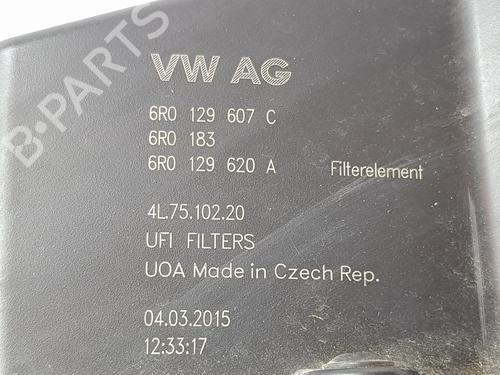 B-PARTS
VW AG
6R0 129 607 C
6R0 183
6R0 129 620 A Filterelement
4L.75.102.20
UFI FILTERS
UOA Made in Czech Rep.
04.03.2015
12:33:17